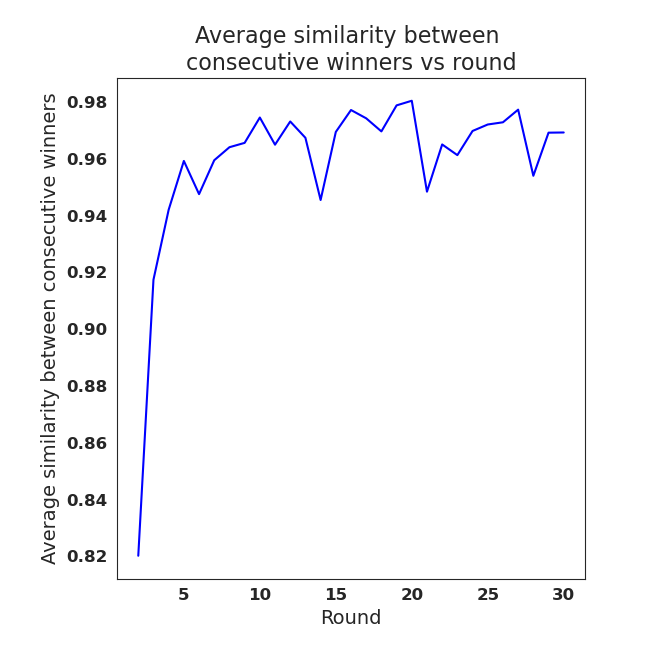 Average similarity between
consecutive winners vs round
Average similarity between consecutive winners
0.98
0.96
0.94
0.92
0.90
0.88
0.86
0.84
0.82
5 10 15 20 25 30
Round